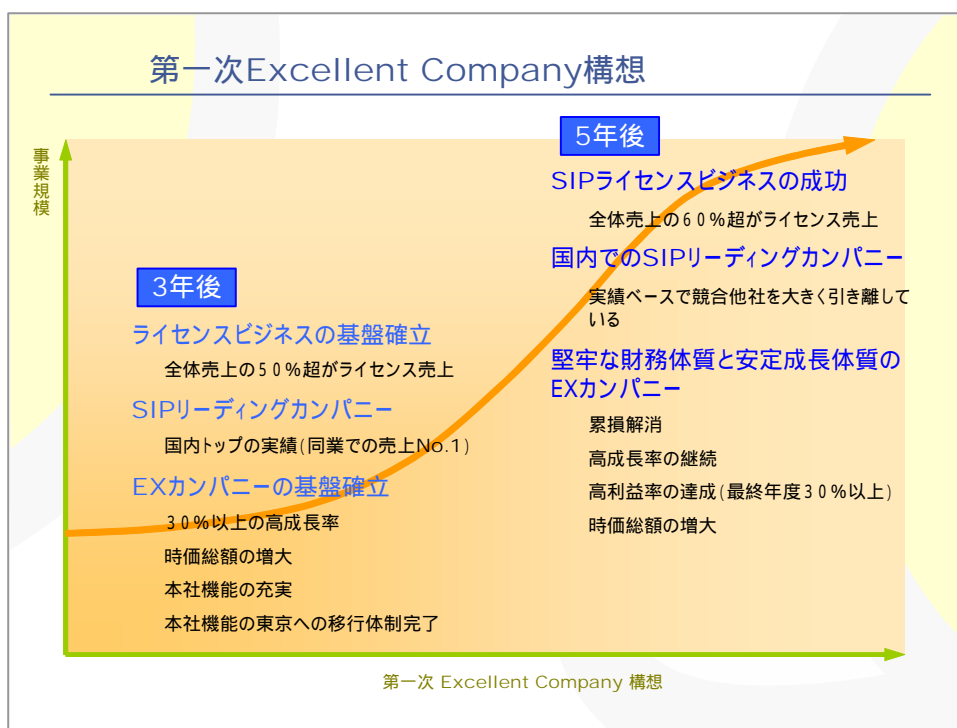 第一次Excellent Company構想
事業規模
3年後
ライセンスビジネスの基盤確立
全体売上の50%超がライセンス売上
SIPリーディングカンパニー
国内トップの実績(同業での売上No.1)
EXカンパニーの基盤確立
30%以上の高成長率
時価総額の増大
本社機能の充実
本社機能の東京への移行体制完了
5年後
SIPライセンスビジネスの成功
全体売上の60%超がライセンス売上
国内でのSIPリーディングカンパニー
実績ベースで競合他社を大きく引き離して
いる
堅牢な財務体質と安定成長体質の
EXカンパニー
累損解消
高成長率の継続
高利益率の達成(最終年度30%以上)
時価総額の増大
第一次 Excellent Company 構想